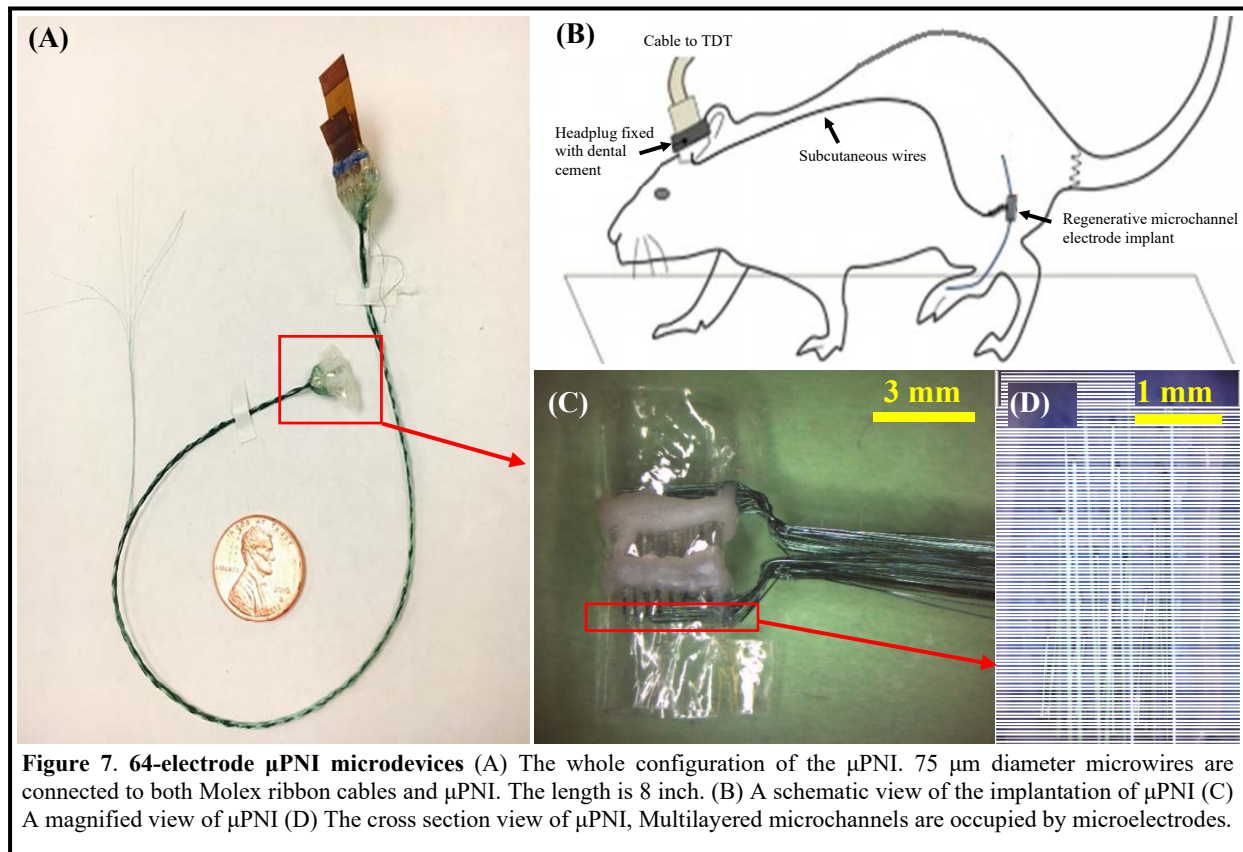 (A)
(B)
Cable to TDT
Headplug fixed
with dental
cement
Subcutaneous wires
Regenerative microchannel
electrode implant
(C)
3 mm
(D)
1 mm
Figure 7. 64-electrode μPNI microdevices (A) The whole configuration of the μPNI. 75 μm diameter microwires are
connected to both Molex ribbon cables and μPNI. The length is 8 inch. (B) A schematic view of the implantation of μPNI (C)
A magnified view of μPNI (D) The cross section view of μPNI, Multilayered microchannels are occupied by microelectrodes.